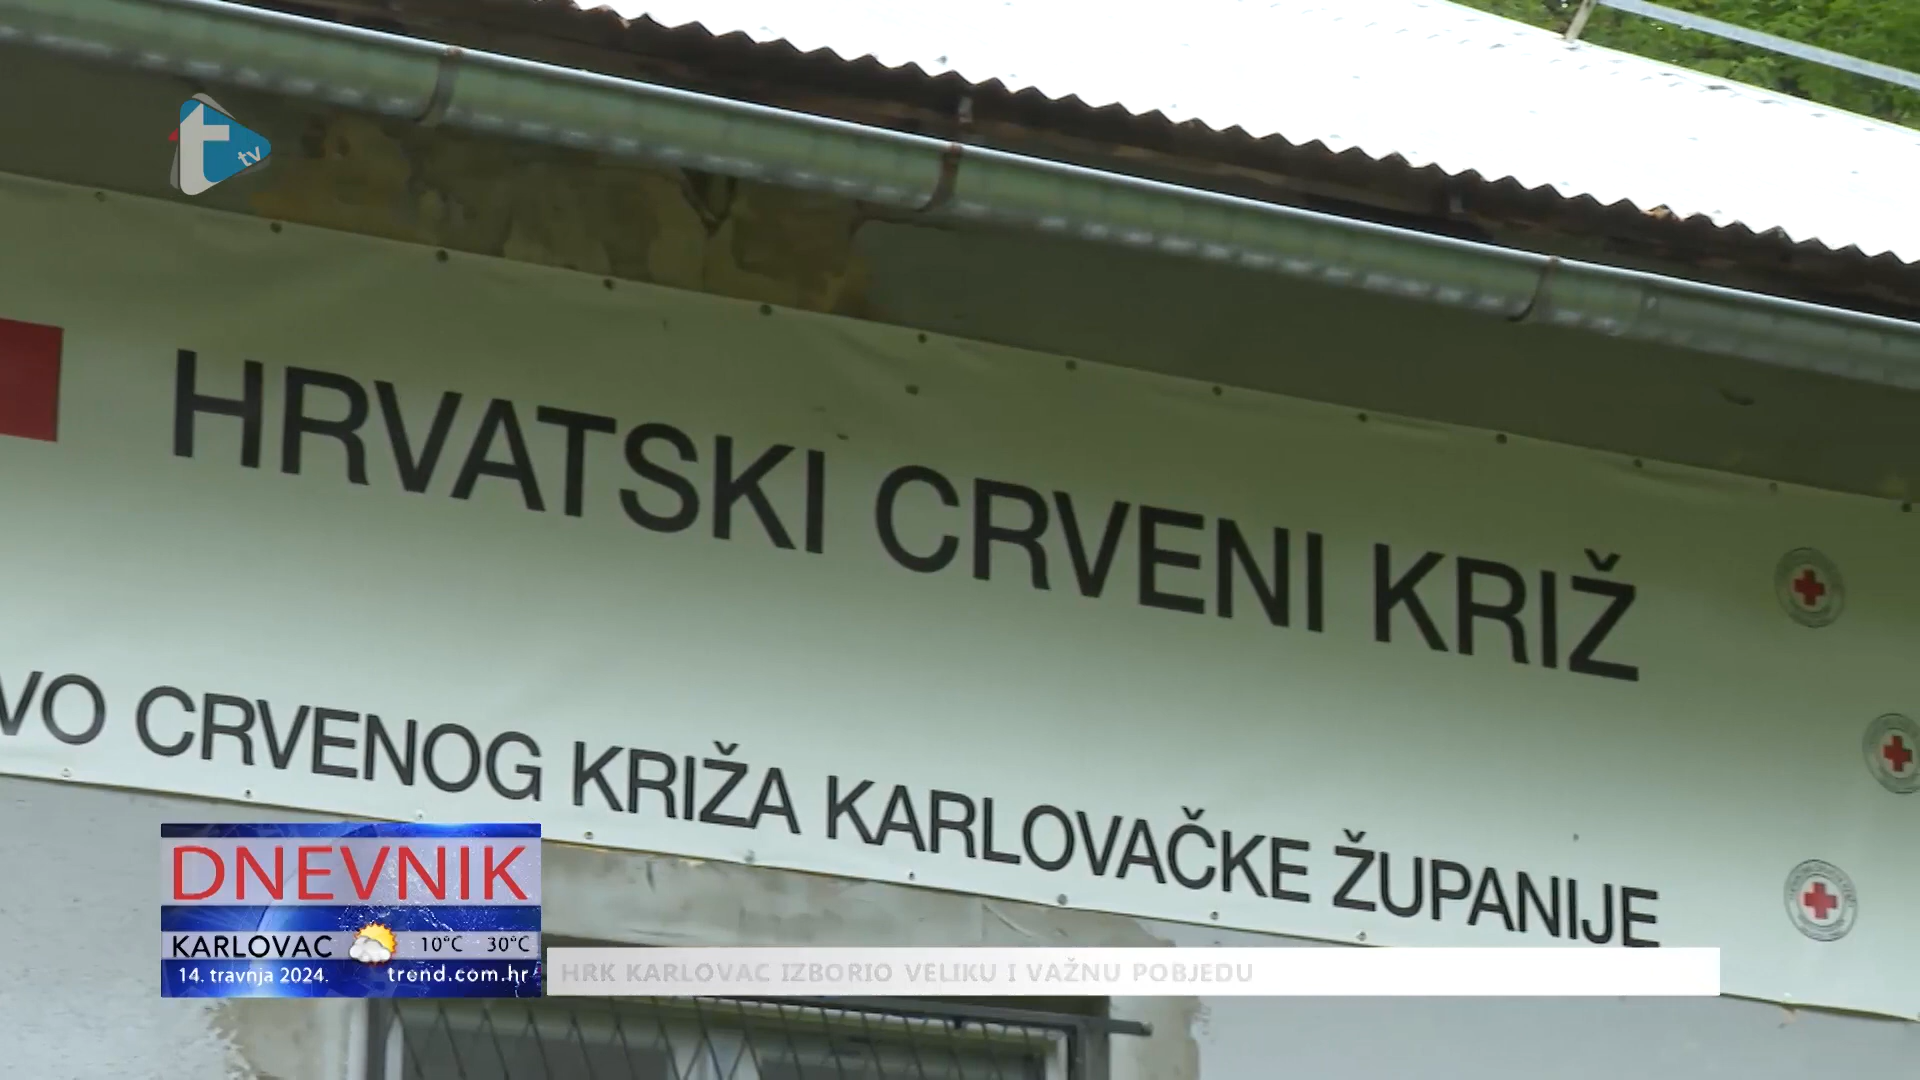 t tv
HRVATSKI CRVENI KRIŽ
VO CRVENOG KRIŽA KARLOVAČKE ŽUPANIJE
DNEVNIK
KARLOVAC 10°C 30°C
14. travnja 2024. trend.com.hr
HRK KARLOVAC IZBORIO VELIKU I VAŽNU POBJEDU